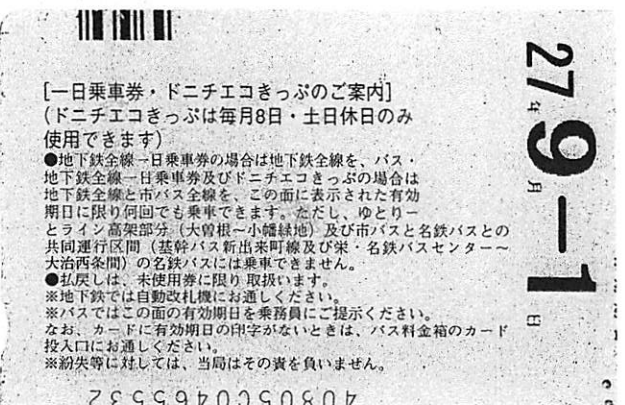 [一日乗車券・ドニチエコきっぷのご案内]
(ドニチエコきっぷは毎月8日・土日休日のみ
使用できます)
●地下鉄全線一日乗車券の場合は地下鉄全線を、バス・
地下鉄全線一日乗車券及びドニチエコきっぷの場合は
地下鉄全線と市バス全線を、この面に表示された有効
期日に限り何回でも乗車できます。ただし、ゆとりー
とライン高架部分(大曽根~小幡緑地)及び市バスと名鉄バスとの
共同運行区間(基幹バス新出来町線及び栄・名鉄バスセンター~
大治西条間)の名鉄バスには乗車できません。
●払戻しは、未使用券に限り取扱います。
※地下鉄では自動改札機にお通しください。
※バスではこの面の有効期日を乗務員にご提示ください。
なお、カードに有効期日の印字がないときは、バス料金箱のカード
投入口にお通しください。
※紛失等に対しては、当局はその責を負いません。
27年9月-1日
40805C0465532